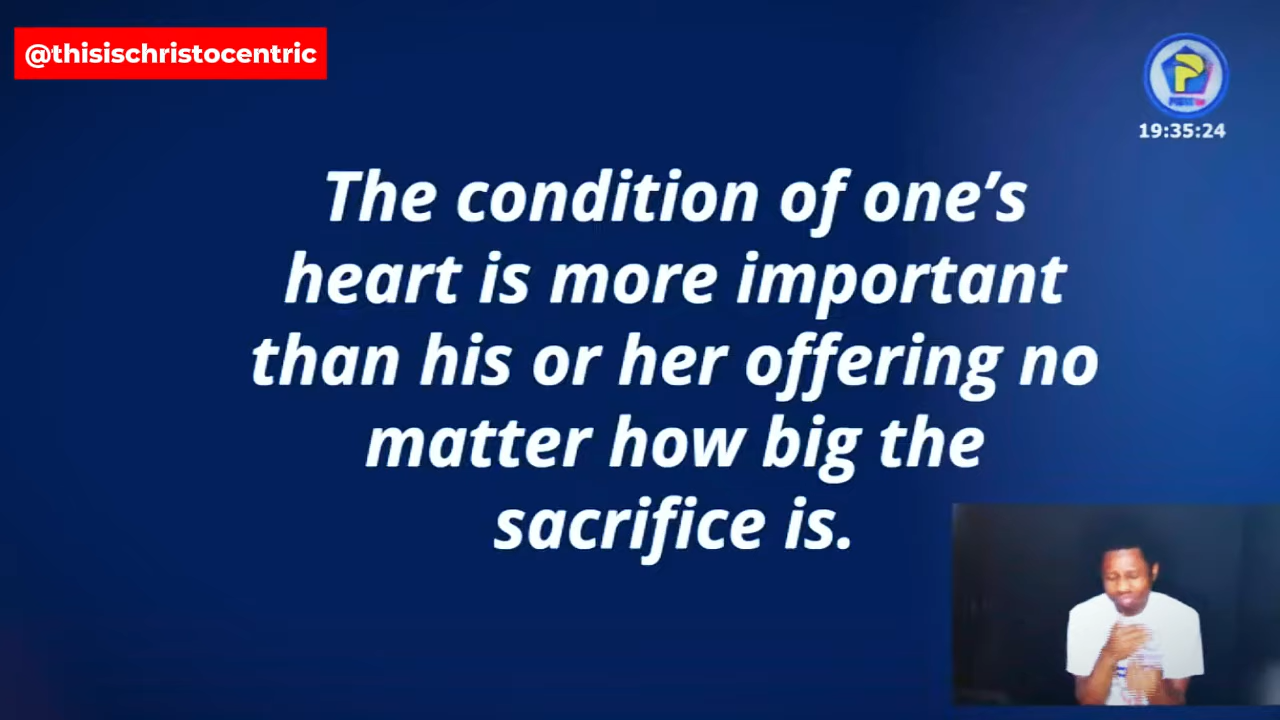 @thisischristocentric
19:35:24
The condition of one’s
heart is more important
than his or her offering no
matter how big the
sacrifice is.